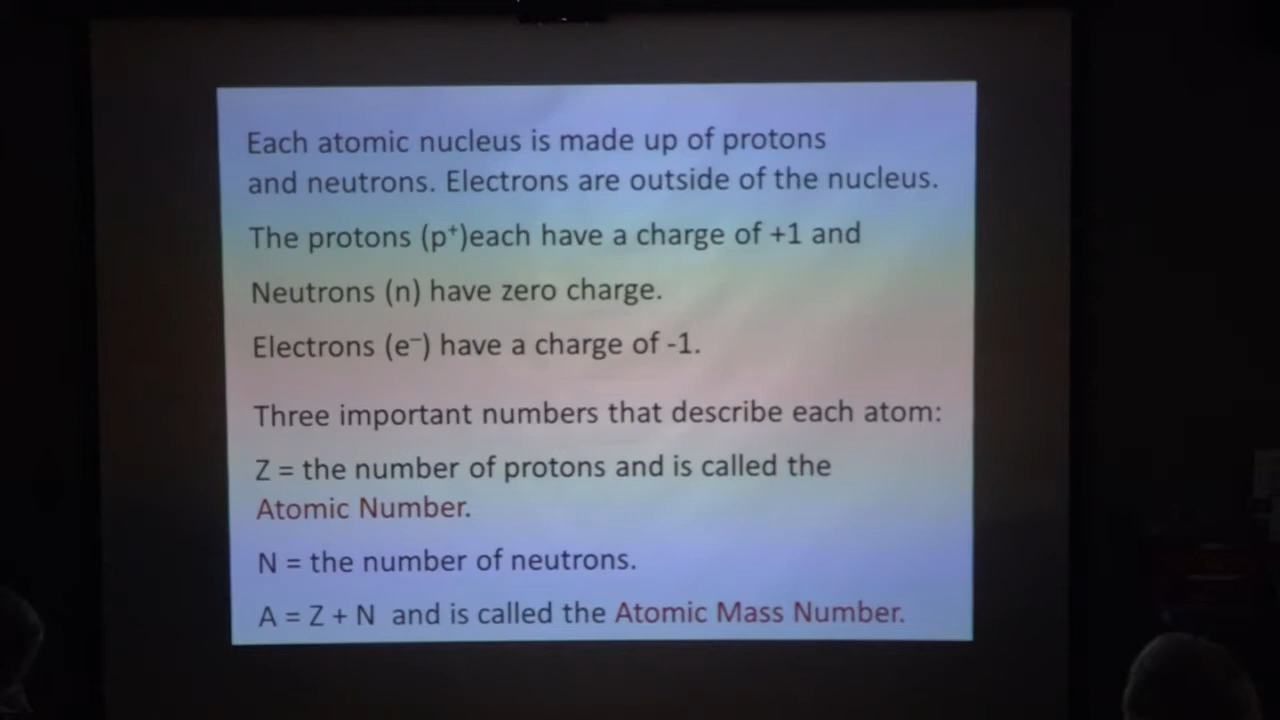 Each atomic nucleus is made up of protons
and neutrons. Electrons are outside of the nucleus.
The protons (p⁺)each have a charge of +1 and
Neutrons (n) have zero charge.
Electrons (e⁻) have a charge of -1.
Three important numbers that describe each atom:
Z = the number of protons and is called the
Atomic Number.
N = the number of neutrons.
A = Z + N and is called the Atomic Mass Number.